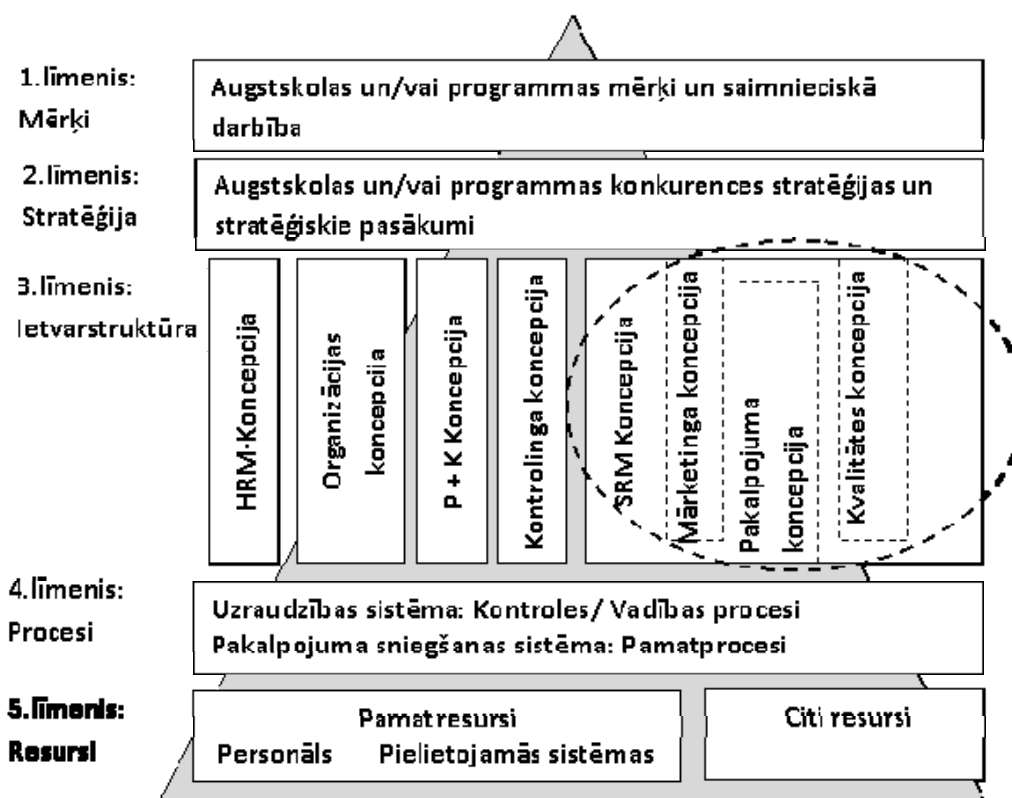 1.līmenis:
Mērķi
Augstskolas un/vai programmas mērķi un saimnieciskā
darbība
2.līmenis:
Stratēģija
Augstskolas un/vai programmas konkurences stratēģijas un
stratēģiskie pasākumi
3.līmenis:
Ietvarstruktūra
HRM-Koncepcija
Organizācijas
koncepcija
P + K Koncepcija
Kontrolinga koncepcija
SRM Koncepcija
Mārketinga koncepcija
Pakalpojuma
koncepcija
Kvalitātes koncepcija
4.līmenis:
Procesi
Uzraudzības sistēma: Kontroles/ Vadības procesi
Pakalpojuma sniegšanas sistēma: Pamatprocesi
5.līmenis:
Resursi
Pamatresursi
Personāls Pielietojamās sistēmas
Citi resursi